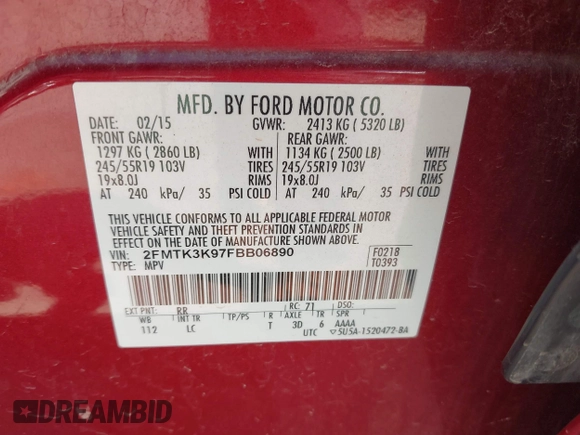 MFD. BY FORD MOTOR CO.
DATE: 02/15 GVWR: 2413 KG ( 5320 LB)
FRONT GAWR: REAR GAWR:
1297 KG ( 2860 LB) WITH 1134 KG ( 2500 LB) WITH
245/55R19 103V TIRES 245/55R19 103V TIRES
19x8.0J RIMS 19x8.0J RIMS
AT 240 kPa/ 35 PSI COLD AT 240 kPa/ 35 PSI COLD
THIS VEHICLE CONFORMS TO ALL APPLICABLE FEDERAL MOTOR
VEHICLE SAFETY AND THEFT PREVENTION STANDARDS IN
EFFECT ON THE DATE OF MANUFACTURE SHOWN ABOVE.
VIN: 2FMTK3K97FBB06890 F0218
TYPE: MPV T0393
EXT PNT: RR RC: 71 DSO:
WB INT TR TP/PS R AXLE TR SPR
112 LC T 3D 6 AAAA
UTC ▽5U5A-1520472-BA
DREAMBID